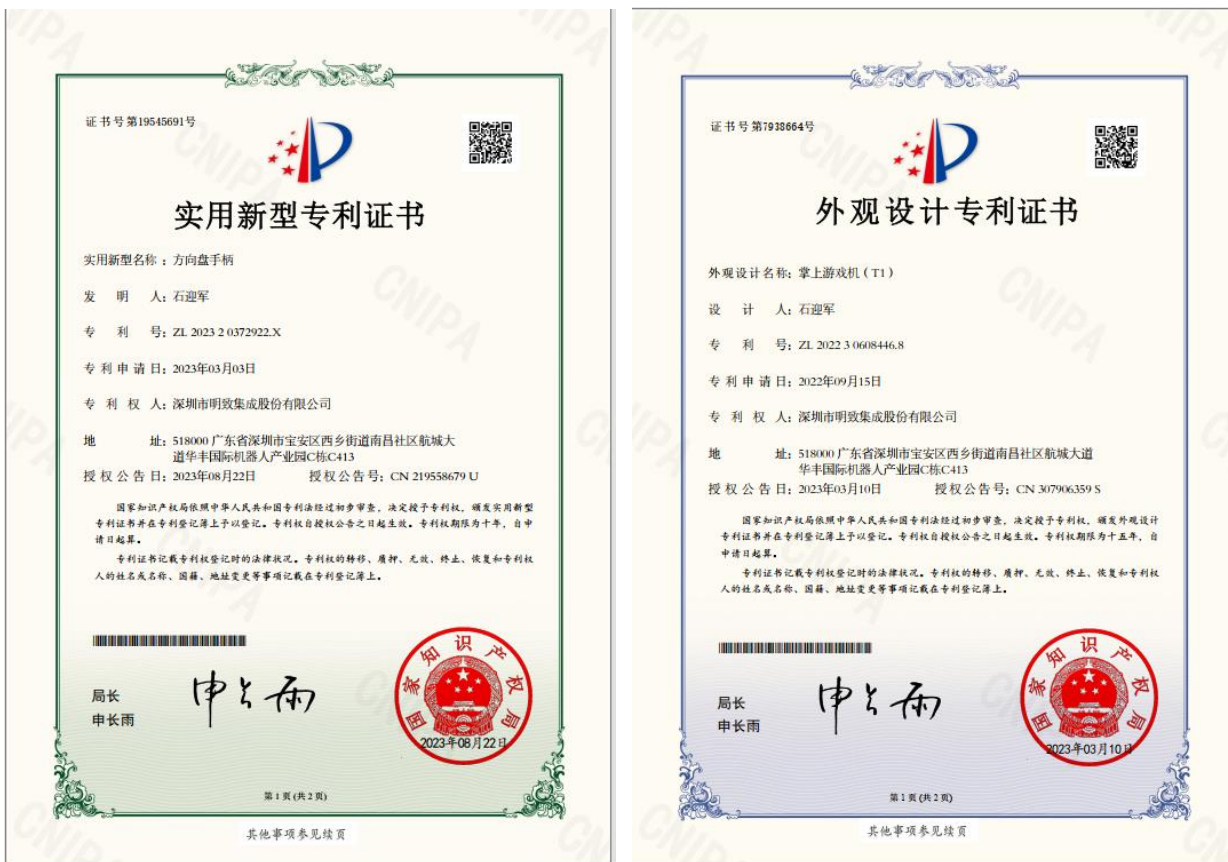 证书号第19545691号
实用新型专利证书
实用新型名称：方向盘手柄
发明人：石迎军
专利号：ZL 2023 2 0372922.X
专利申请日：2023年03月03日
专利权人：深圳市明致集成股份有限公司
地址：518000 广东省深圳市宝安区西乡街道南昌社区航城大
道华丰国际机器人产业园C栋C413
授权公告日：2023年08月22日 授权公告号：CN 219558679 U
国家知识产权局依照中华人民共和国专利法经过初步审查，决定授予专利权，颁发实用新型
专利证书并在专利登记簿上予以登记。专利权自授权公告之日起生效。专利权期限为十年，自申
请日起算。
专利证书记载专利权登记时的法律状况。专利权的转移、质押、无效、终止、恢复和专利权
人的姓名或名称、国籍、地址变更等事项记载在专利登记簿上。
局长
申长雨
申长雨
国家知识产权局
2023年08月22日
第1页(共2页)
其他事项参见续页
证书号第7938664号
外观设计专利证书
外观设计名称：掌上游戏机（T1）
设计人：石迎军
专利号：ZL 2022 3 0608446.8
专利申请日：2022年09月15日
专利权人：深圳市明致集成股份有限公司
地址：518000 广东省深圳市宝安区西乡街道南昌社区航城大道
华丰国际机器人产业园C栋C413
授权公告日：2023年03月10日 授权公告号：CN 307906359 S
国家知识产权局依照中华人民共和国专利法经过初步审查，决定授予专利权，颁发外观设计
专利证书并在专利登记簿上予以登记。专利权自授权公告之日起生效。专利权期限为十五年，自
申请日起算。
专利证书记载专利权登记时的法律状况。专利权的转移、质押、无效、终止、恢复和专利权
人的姓名或名称、国籍、地址变更等事项记载在专利登记簿上。
局长
申长雨
申长雨
国家知识产权局
2023年03月10日
第1页(共2页)
其他事项参见续页
CNIPA